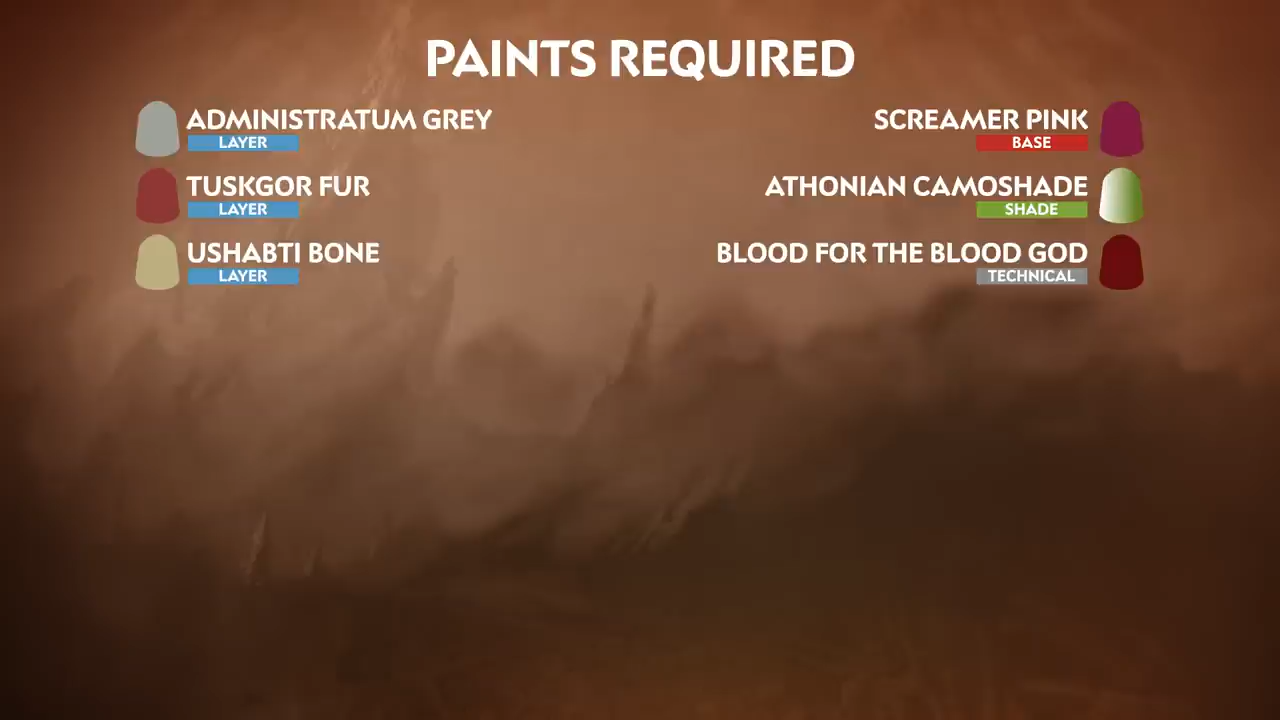 PAINTS REQUIRED
ADMINISTRATUM GREY
LAYER
TUSKGOR FUR
LAYER
USHABTI BONE
LAYER
SCREAMER PINK
BASE
ATHONIAN CAMOSHADE
SHADE
BLOOD FOR THE BLOOD GOD
TECHNICAL